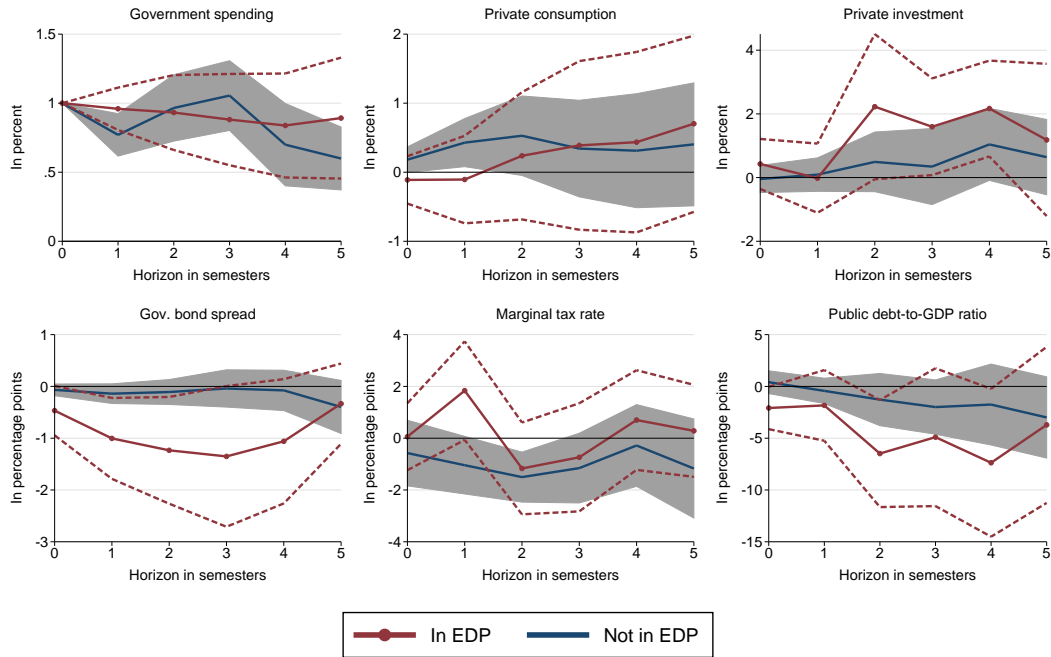 Government spending
In percent
1.5
1
.5
0
0 1 2 3 4 5
Horizon in semesters
Private consumption
In percent
2
1
0
-1
0 1 2 3 4 5
Horizon in semesters
Private investment
In percent
4
2
0
-2
0 1 2 3 4 5
Horizon in semesters
Gov. bond spread
In percentage points
1
0
-1
-2
-3
0 1 2 3 4 5
Horizon in semesters
Marginal tax rate
In percentage points
4
2
0
-2
-4
0 1 2 3 4 5
Horizon in semesters
Public debt-to-GDP ratio
In percentage points
5
0
-5
-10
-15
0 1 2 3 4 5
Horizon in semesters
In EDP Not in EDP